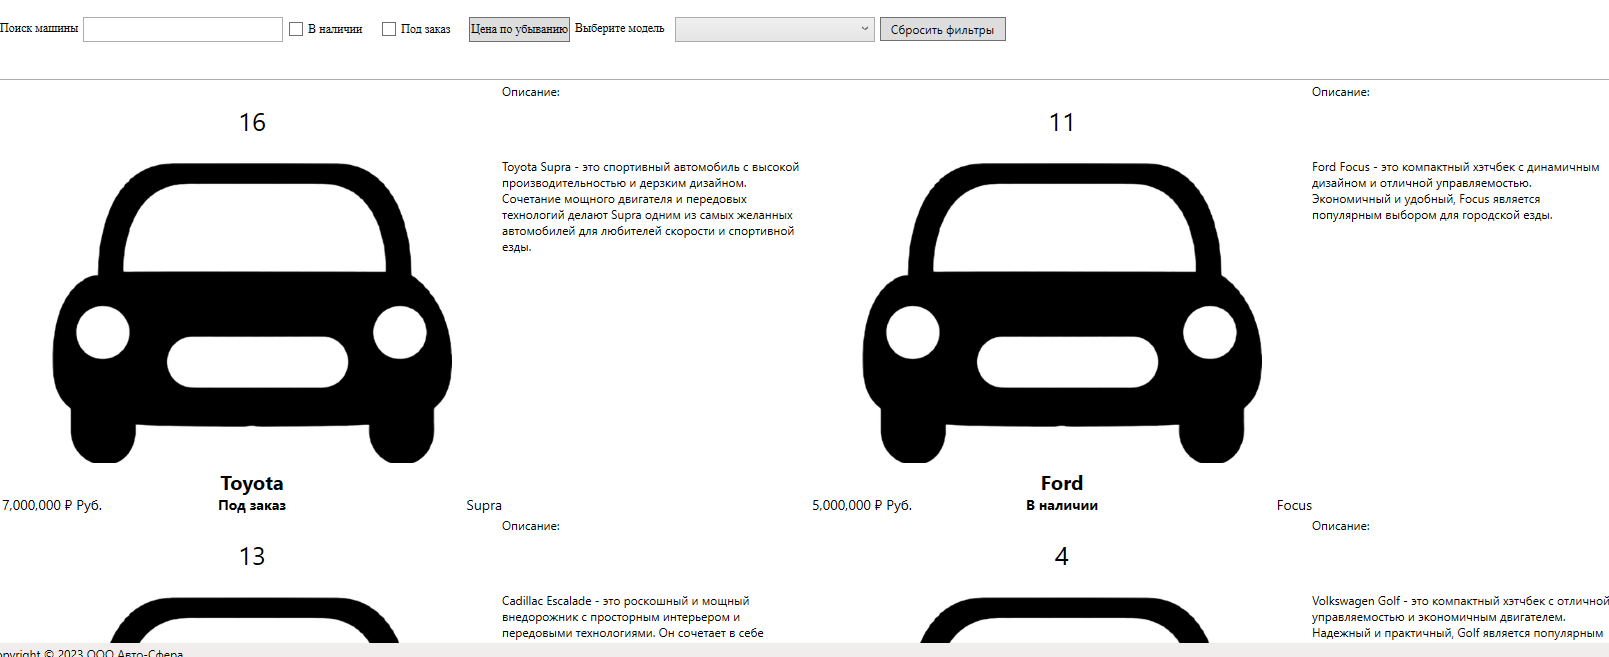 Поиск машины
В наличии
Под заказ
Цена по убыванию
Выберите модель
Сбросить фильтры
16
Описание:
Toyota Supra - это спортивный автомобиль с высокой
производительностью и дерзким дизайном.
Сочетание мощного двигателя и передовых
технологий делают Supra одним из самых желанных
автомобилей для любителей скорости и спортивной
езды.
Toyota
7,000,000 ₽ Руб.
Под заказ
Supra
11
Описание:
Ford Focus - это компактный хэтчбек с динамичным
дизайном и отличной управляемостью.
Экономичный и удобный, Focus является
популярным выбором для городской езды.
Ford
5,000,000 ₽ Руб.
В наличии
Focus
13
Описание:
Cadillac Escalade - это роскошный и мощный
внедорожник с просторным интерьером и
передовыми технологиями. Он сочетает в себе
4
Описание:
Volkswagen Golf - это компактный хэтчбек с отличной
управляемостью и экономичным двигателем.
Надежный и практичный, Golf является популярным
opyright © 2023 ООО Авто-Сфера